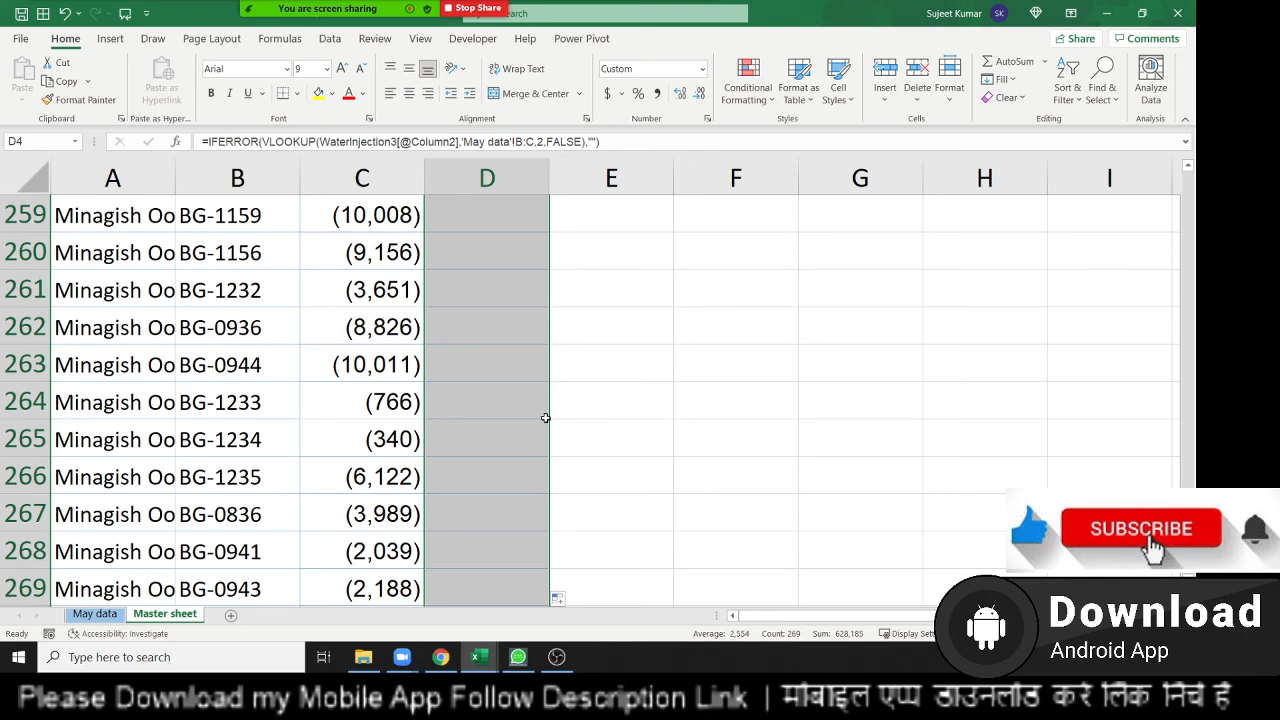 You are screen sharing
Stop Share
Search
Sujeet Kumar
SK
File Home Insert Draw Page Layout Formulas Data Review View Developer Help Power Pivot
Share Comments
Paste
Cut
Copy
Format Painter
Clipboard
Paste as Hyperlink
Paste as Hyper...
Arial 9
B I U
Font
Wrap Text
Merge & Center
Alignment
Custom
$ % 9
Number
Conditional Formatting
Format as Table
Cell Styles
Styles
Insert Delete Format
Cells
AutoSum
Fill
Clear
Sort & Filter
Find & Select
Editing
Analyze Data
Analysis
D4
fx
=IFERROR(VLOOKUP(WaterInjection3[@Column2],'May data'!B:C,2,FALSE),"")
A B C D E F G H I
259 Minagish Oo BG-1159 (10,008)
260 Minagish Oo BG-1156 (9,156)
261 Minagish Oo BG-1232 (3,651)
262 Minagish Oo BG-0936 (8,826)
263 Minagish Oo BG-0944 (10,011)
264 Minagish Oo BG-1233 (766)
265 Minagish Oo BG-1234 (340)
266 Minagish Oo BG-1235 (6,122)
267 Minagish Oo BG-0836 (3,989)
268 Minagish Oo BG-0941 (2,039)
269 Minagish Oo BG-0943 (2,188)
SUBSCRIBE
May data Master sheet
Ready Accessibility: Investigate
Average: 2,554 Count: 269 Sum: 628,185
Display Sett
Download
Android App
Type here to search
Please Download my Mobile App Follow Description Link | मोबाइल एप्प डाउनलोड करे लिंक निचे है